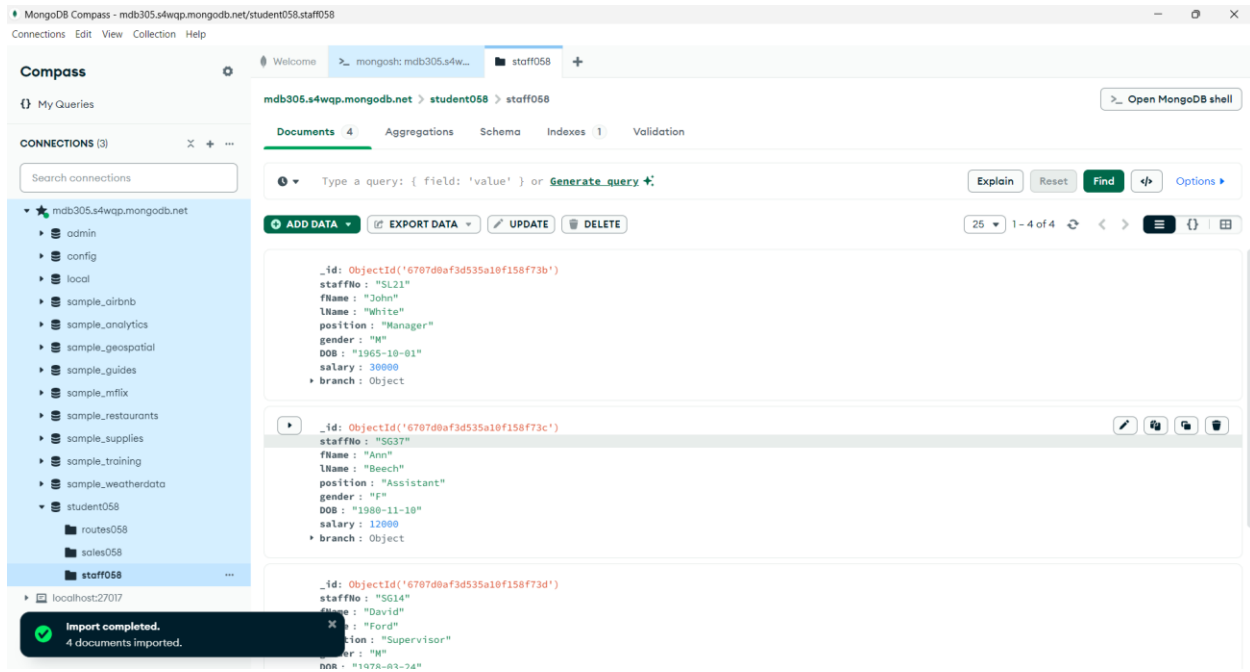 MongoDB Compass - mdb305.s4wqp.mongodb.net/student058.staff058
Connections Edit View Collection Help
Compass
{} My Queries
CONNECTIONS (3)
Search connections
mdb305.s4wqp.mongodb.net
admin
config
local
sample_airbnb
sample_analytics
sample_geospatial
sample_guides
sample_mflix
sample_restaurants
sample_supplies
sample_training
sample_weatherdata
student058
routes058
sales058
staff058
localhost:27017
Import completed.
4 documents imported.
Welcome
>_ mongosh: mdb305.s4w...
staff058
mdb305.s4wqp.mongodb.net > student058 > staff058
>_ Open MongoDB shell
Documents 4 Aggregations Schema Indexes 1 Validation
Type a query: { field: 'value' } or Generate query
Explain Reset Find </> Options
ADD DATA EXPORT DATA UPDATE DELETE
25 1 – 4 of 4 {}
_id: ObjectId('6707d0af3d535a10f158f73b')
staffNo : "SL21"
fName : "John"
lName : "White"
position : "Manager"
gender : "M"
DOB : "1965-10-01"
salary : 30000
branch : Object
_id: ObjectId('6707d0af3d535a10f158f73c')
staffNo : "SG37"
fName : "Ann"
lName : "Beech"
position : "Assistant"
gender : "F"
DOB : "1980-11-10"
salary : 12000
branch : Object
_id: ObjectId('6707d0af3d535a10f158f73d')
staffNo : "SG14"
: "David"
: "Ford"
: "Supervisor"
: "M"
DOB : "1978-03-24"